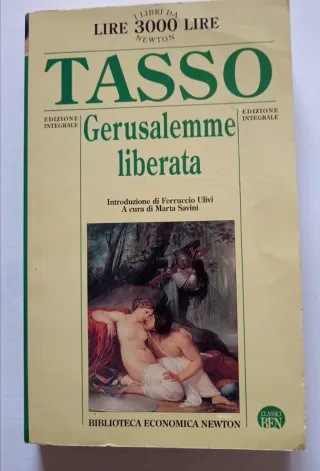 I LIBRI DA
LIRE 3000 LIRE
NEWTON
TASSO
EDIZIONE
INTEGRALE
EDIZIONE
INTEGRALE
Gerusalemme
liberata
Introduzione di Ferruccio Ulivi
A cura di Marta Savini
CLASSICI
BEN
BIBLIOTECA ECONOMICA NEWTON